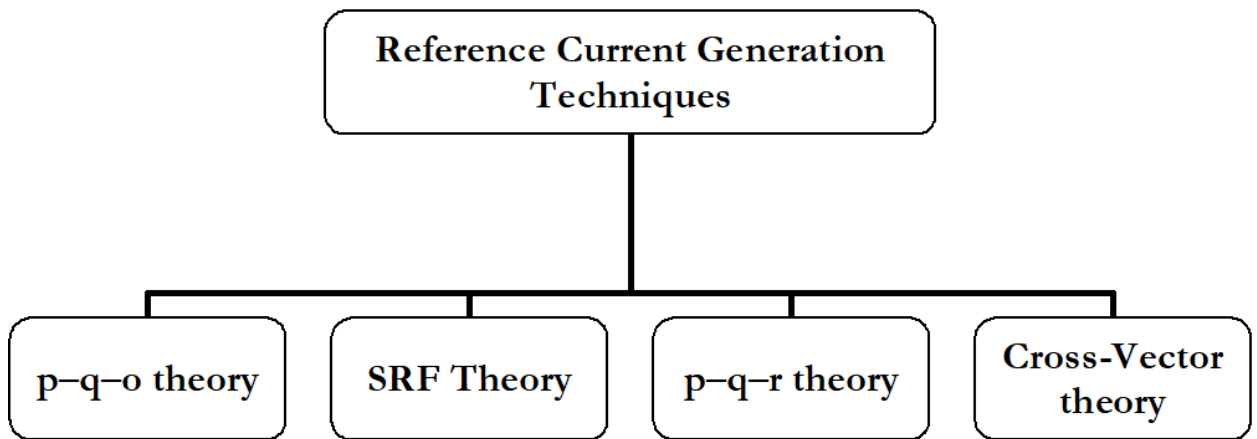 Reference Current Generation
Techniques
p–q–o theory
SRF Theory
p–q–r theory
Cross-Vector
theory